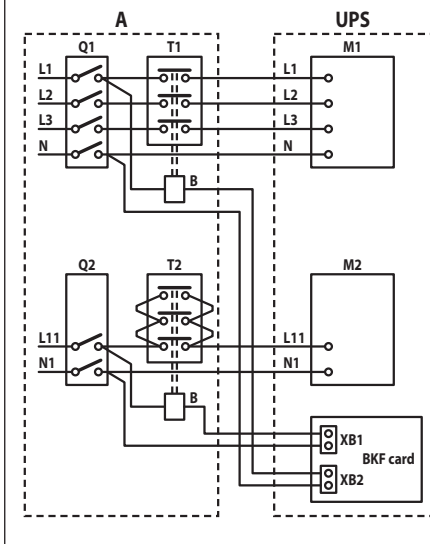 A UPS
Q1 T1 M1
L1 L1
L2 L2
L3 L3
N N
B
Q2 T2 M2
L11 L11
N1 N1
B
XB1
BKF card
XB2